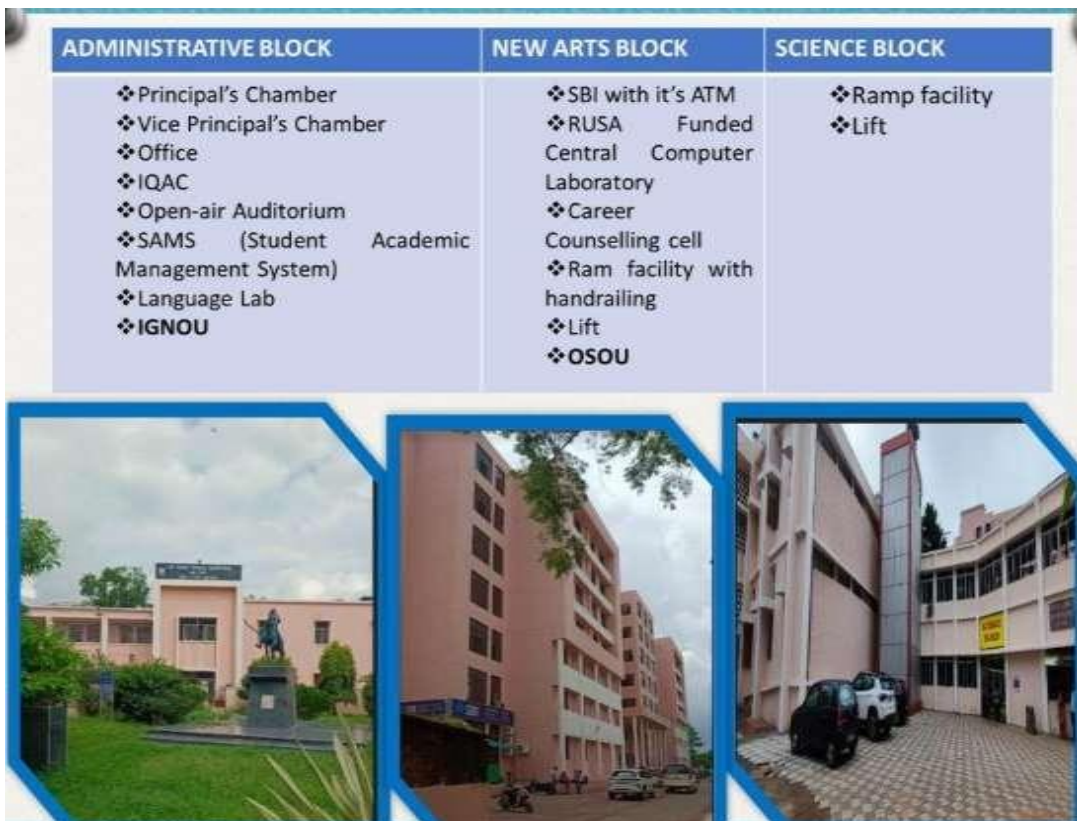 ADMINISTRATIVE BLOCK
❖Principal's Chamber
❖Vice Principal's Chamber
❖Office
❖IQAC
❖Open-air Auditorium
❖SAMS (Student Academic
Management System)
❖Language Lab
❖IGNOU
NEW ARTS BLOCK
❖SBI with it's ATM
❖RUSA Funded
Central Computer
Laboratory
❖Career
Counselling cell
❖Ram facility with
handrailing
❖Lift
❖OSOU
SCIENCE BLOCK
❖Ramp facility
❖Lift